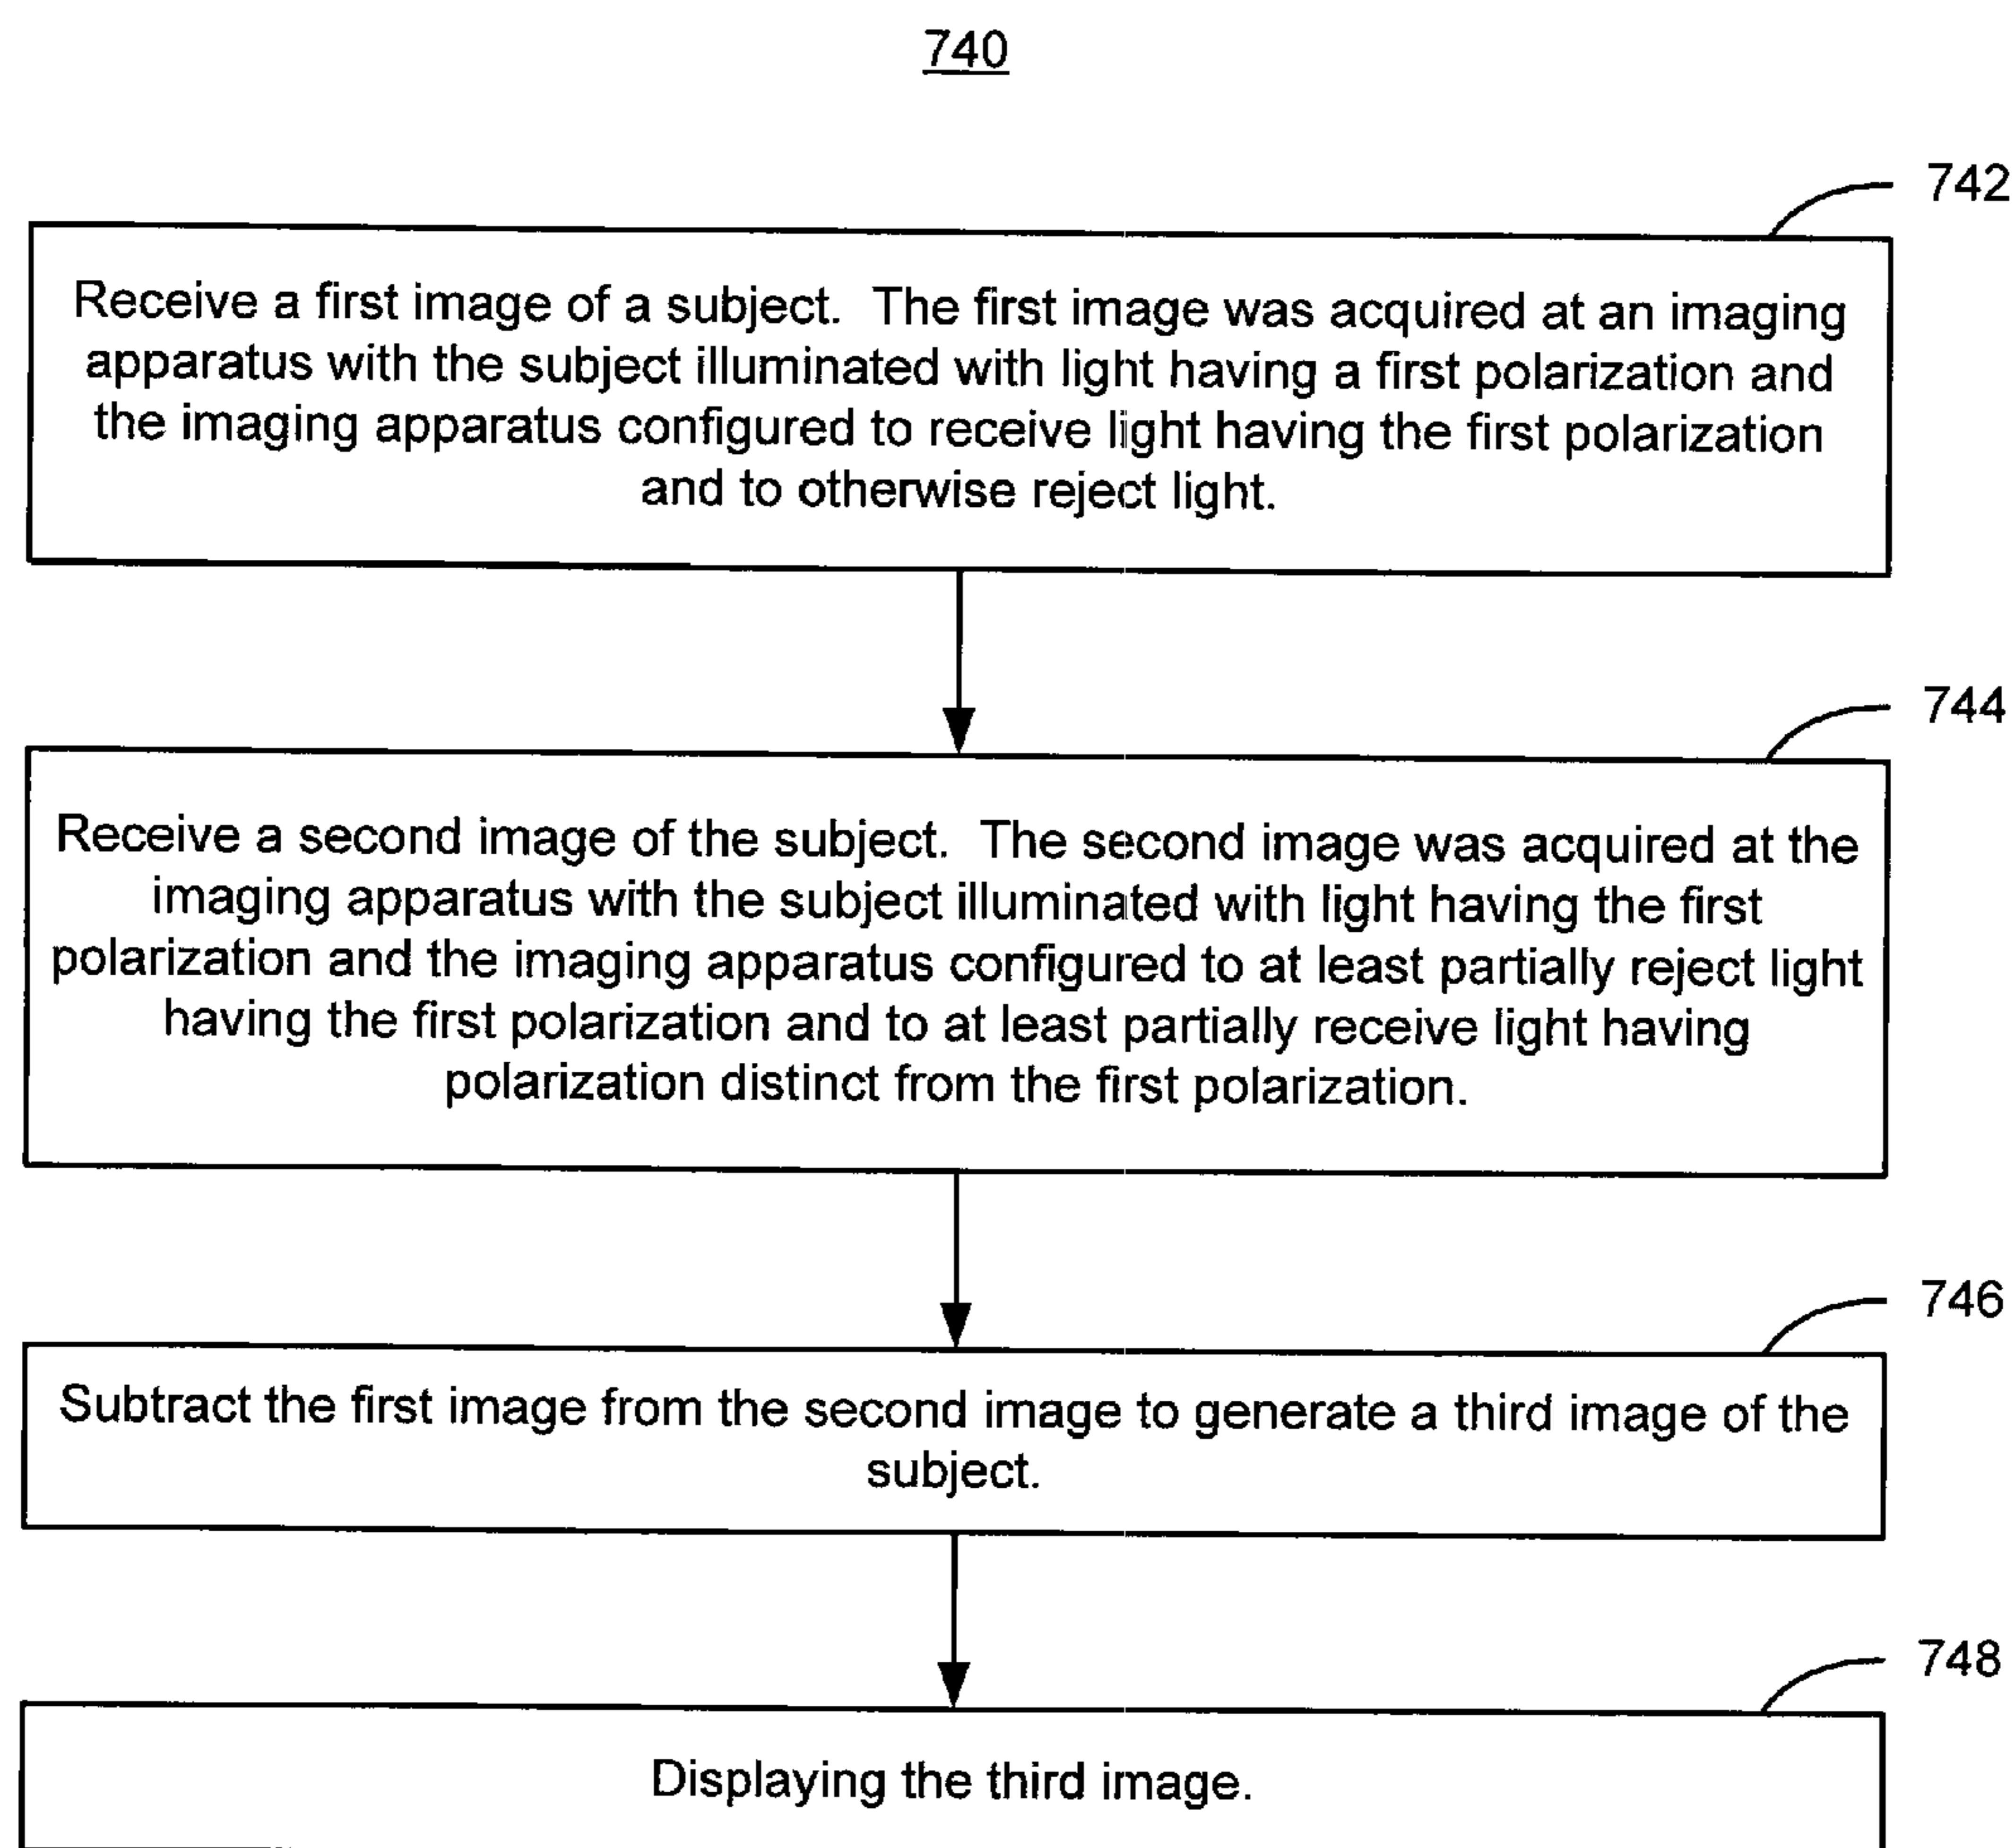 740
742
Receive a first image of a subject.  The first image was acquired at an imaging
apparatus with the subject illuminated with light having a first polarization and
the imaging apparatus configured to receive light having the first polarization
and to otherwise reject light.
744
Receive a second image of the subject.  The second image was acquired at the
imaging apparatus with the subject illuminated with light having the first
polarization and the imaging apparatus configured to at least partially reject light
having the first polarization and to at least partially receive light having
polarization distinct from the first polarization.
746
Subtract the first image from the second image to generate a third image of the
subject.
748
Displaying the third image.